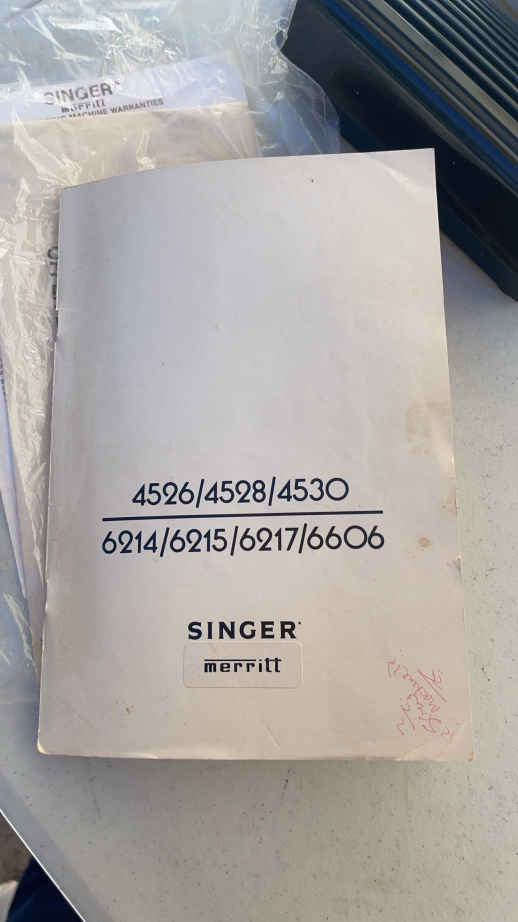 SINGER*
merritt
MACHINE WARRANTIES
4526/4528/4530
6214/6215/6217/6606
SINGER*
merritt